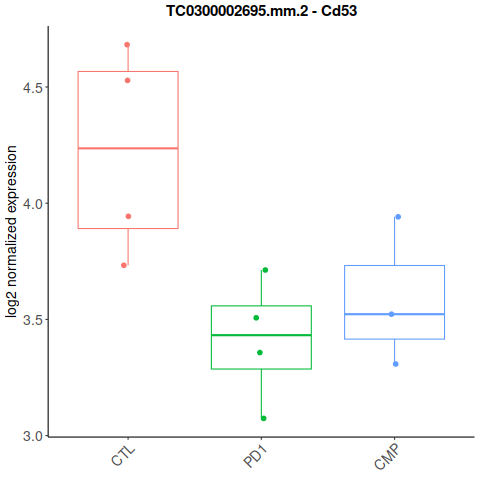 TC0300002695.mm.2 - Cd53
log2 normalized expression
4.5
4.0
3.5
3.0
CTL
PD1
CMP